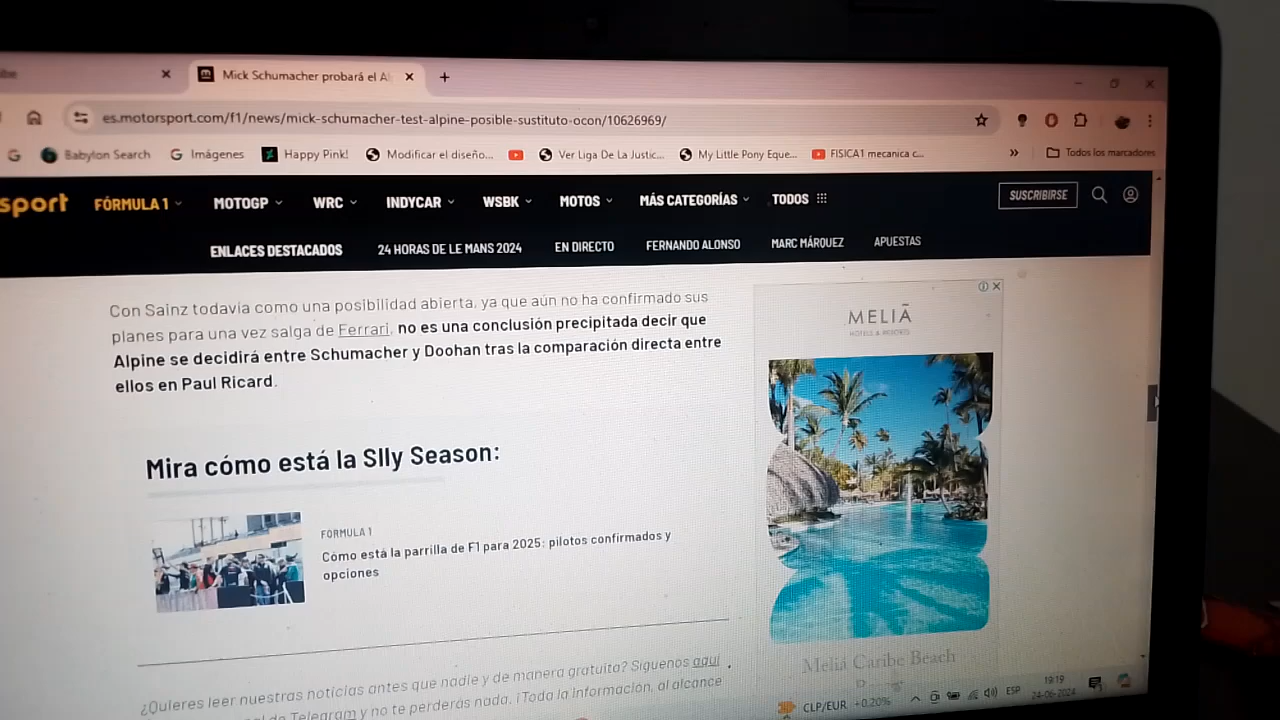 Mick Schumacher probará el Al
es.motorsport.com/f1/news/mick-schumacher-test-alpine-posible-sustituto-ocon/10626969/
Babylon Search Imágenes Happy Pink! Modificar el diseño... Ver Liga De La Justic... My Little Pony Eque... FISICA1 mecanica c... » Todos los marcadores
sport FÓRMULA 1 MOTOGP WRC INDYCAR WSBK MOTOS MÁS CATEGORÍAS TODOS SUSCRIBIRSE
ENLACES DESTACADOS 24 HORAS DE LE MANS 2024 EN DIRECTO FERNANDO ALONSO MARC MÁRQUEZ APUESTAS
Con Sainz todavía como una posibilidad abierta, ya que aún no ha confirmado sus
planes para una vez salga de Ferrari, no es una conclusión precipitada decir que
Alpine se decidirá entre Schumacher y Doohan tras la comparación directa entre
ellos en Paul Ricard.
MELIÃ
HOTELS & RESORTS
Mira cómo está la Slly Season:
FÓRMULA 1
Cómo está la parrilla de F1 para 2025: pilotos confirmados y
opciones
Meliá Caribe Beach
¿Quieres leer nuestras noticias antes que nadie y de manera gratuita? Síguenos aquí
al de Telegram y no te perderás nada. ¡Toda la información, al alcance
CLP/EUR +0,20% ESP 19:19
24-06-2024